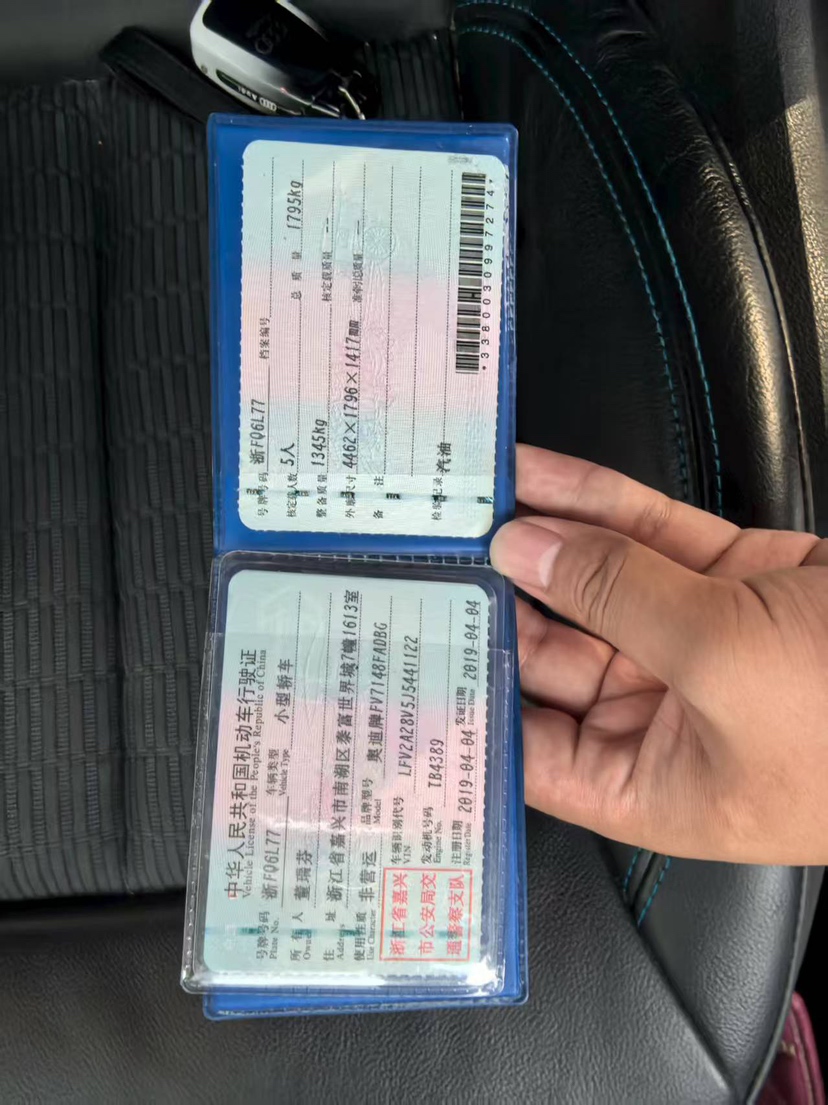 中华人民共和国机动车行驶证
Vehicle License of the People's Republic of China
号牌号码 浙FQ6L77 车辆类型 小型轿车
Plate No. Vehicle Type
所有人 董瑞芬
Owner
住址 浙江省嘉兴市南湖区泰富世界城7幢1613室
Address
使用性质 非营运 品牌型号 奥迪牌FV7148FADBG
Use Character Model
浙江省嘉兴
市公安局交
通警察支队
车辆识别代号 LFV2A28V5J5441122
VIN
发动机号码 TB4389
Engine No.
注册日期 2019-04-04 发证日期 2019-04-04
Register Date Issue Date
号牌号码 浙FQ6L77 档案编号
核定载人数 5人 总质量 1795kg
整备质量 1345kg 核定载质量 --
外廓尺寸 4462×1796×1417mm 准牵引总质量 --
备注
检验记录 汽油
*3380030997274*